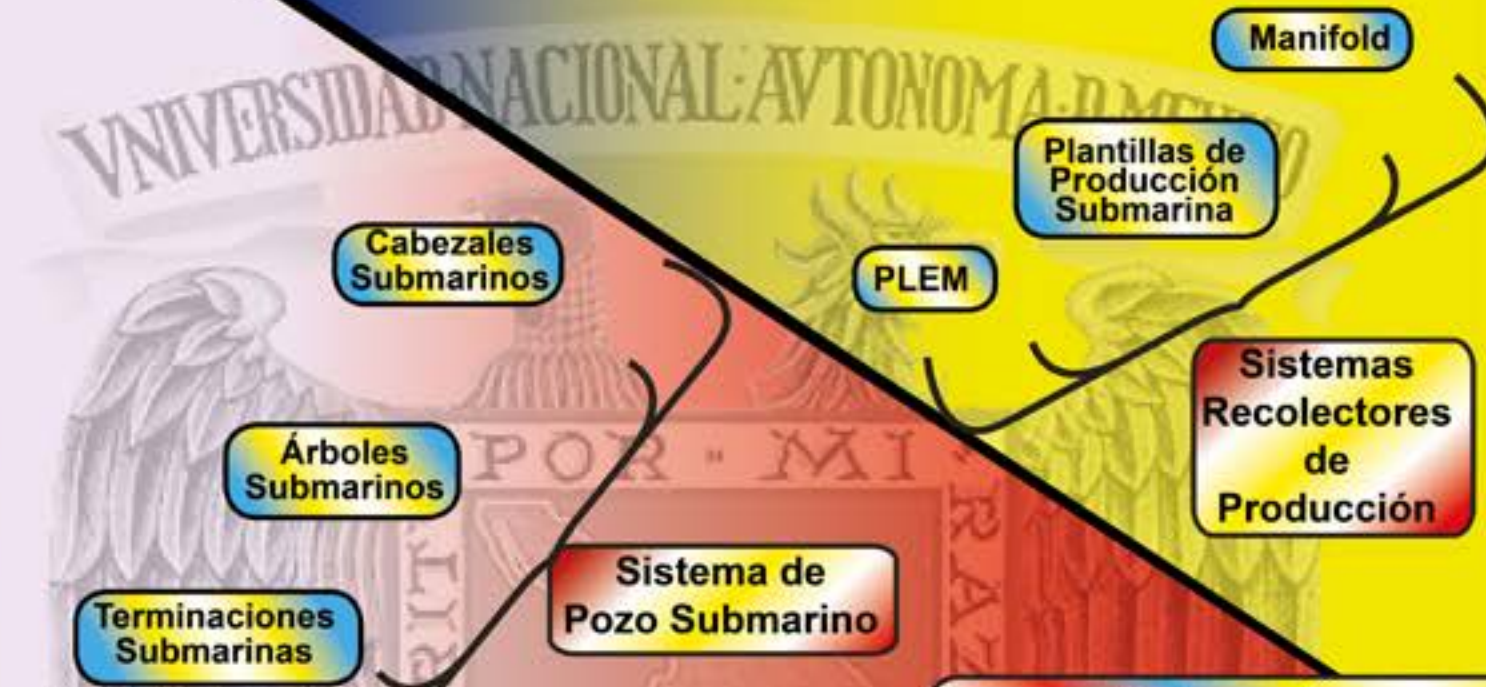 VNIVERSIDAD NACIONAL·AVTONOMA·D MEXICO
Manifold
Plantillas de
Producción
Submarina
PLEM
Sistemas
Recolectores
de
Producción
Cabezales
Submarinos
Árboles
Submarinos
Terminaciones
Submarinas
Sistema de
Pozo Submarino
POR · MI · RAZ